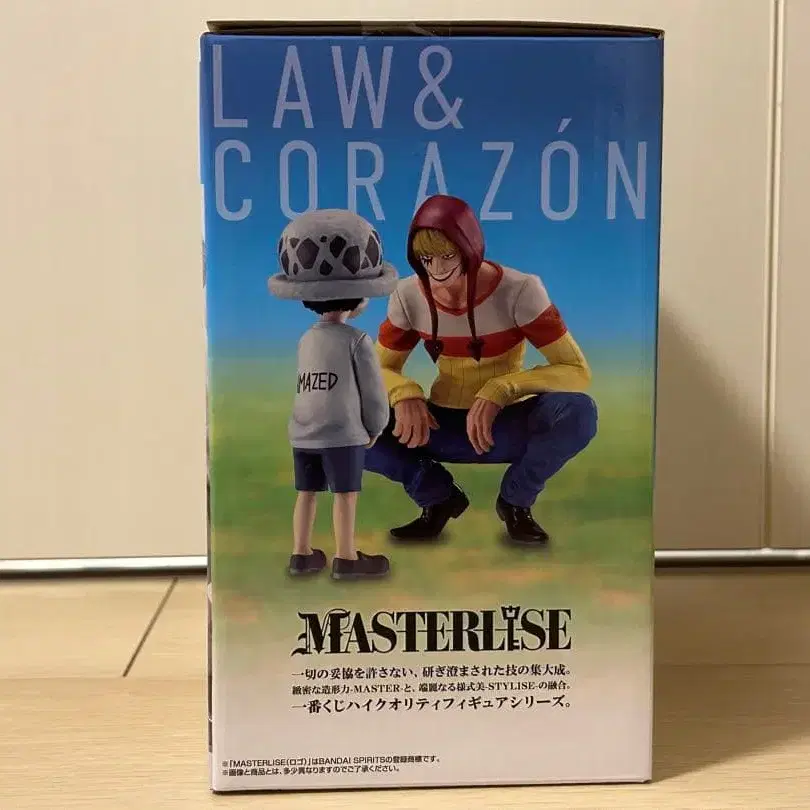 LAW&
CORAZÓN
MAZED
MASTERLISE
一切の妥協を許さない、研ぎ澄まされた技の集大成。
緻密な造形力-MASTER-と、端麗なる様式美-STYLISE-の融合。
一番くじハイクオリティフィギュアシリーズ。
※「MASTERLISE(ロゴ)」はBANDAI SPIRITSの登録商標です。
※画像と商品とは、多少異なりますのでご了承ください。